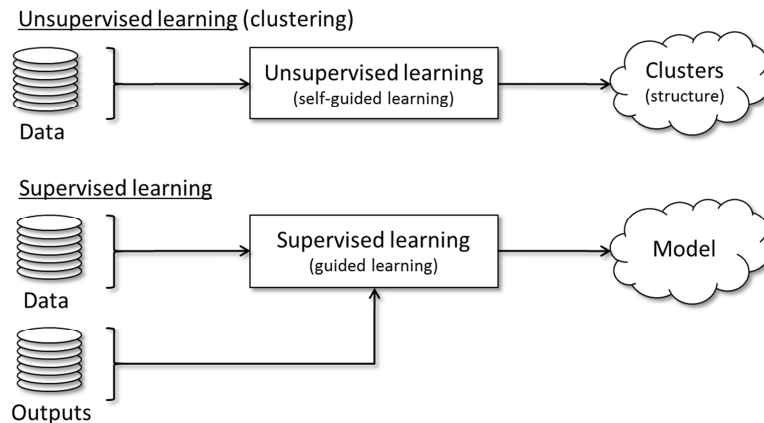 Unsupervised learning (clustering)
Data
Unsupervised learning
(self-guided learning)
Clusters
(structure)
Supervised learning
Data
Supervised learning
(guided learning)
Model
Outputs